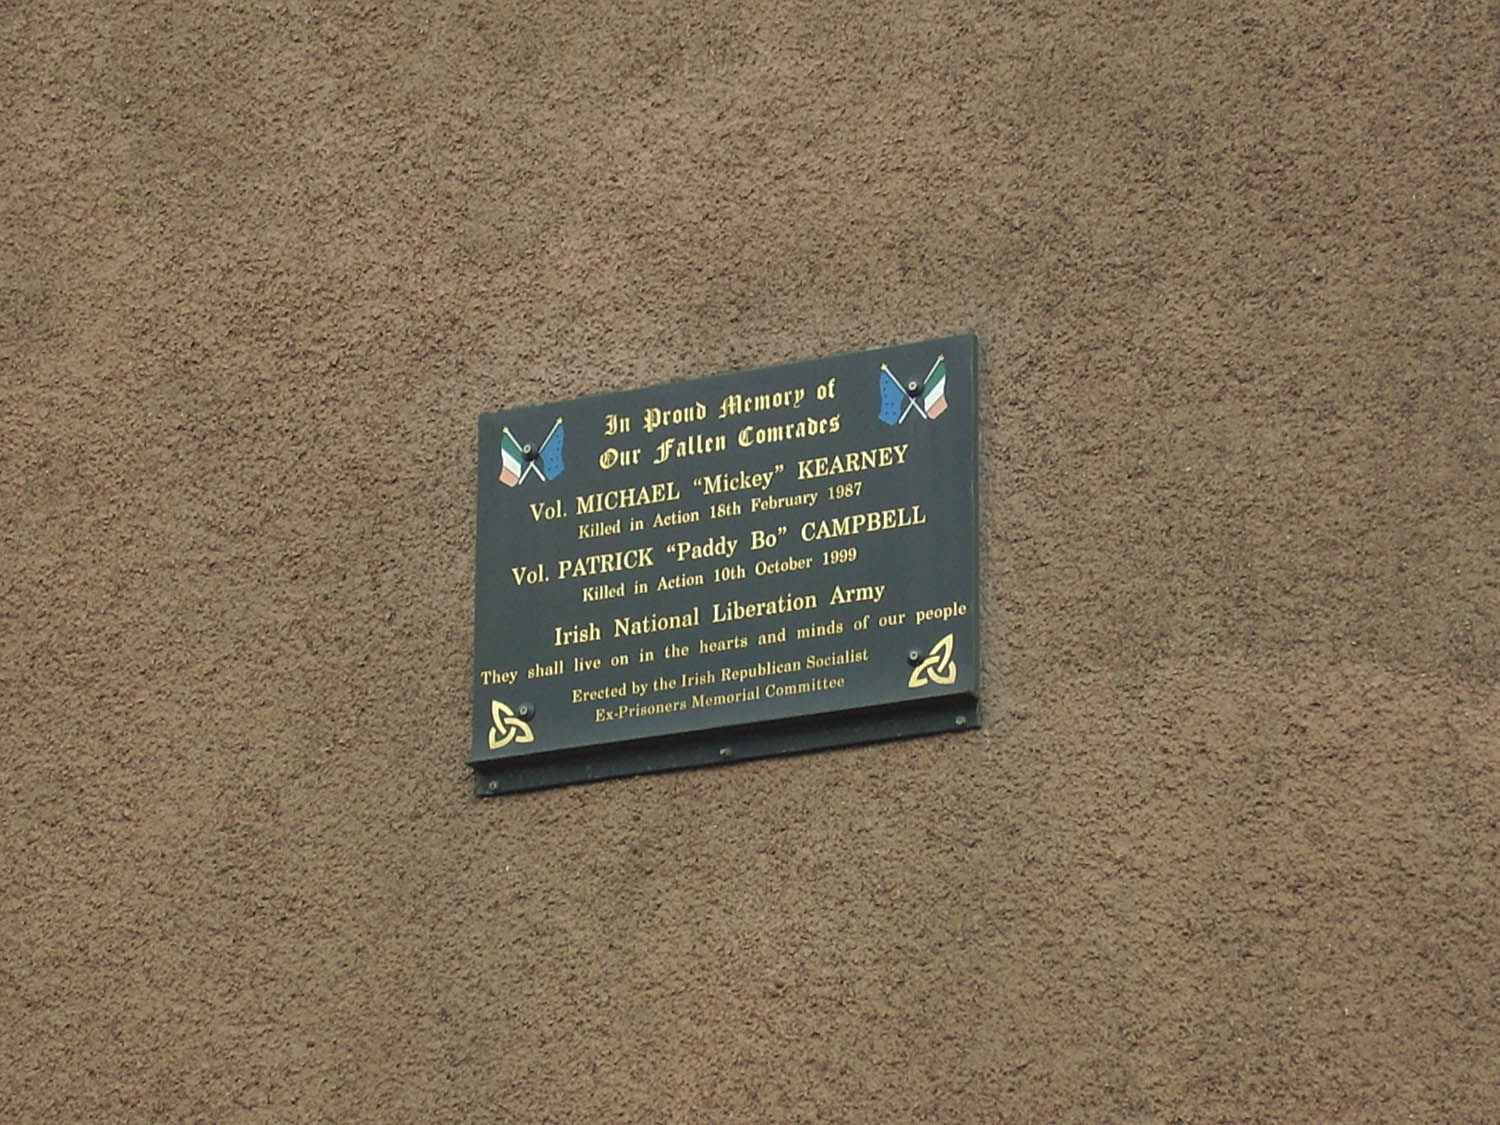 In Proud Memory of
Our Fallen Comrades
Vol. MICHAEL "Mickey" KEARNEY
Killed in Action 18th February 1987
Vol. PATRICK "Paddy Bo" CAMPBELL
Killed in Action 10th October 1999
Irish National Liberation Army
They shall live on in the hearts and minds of our people
Erected by the Irish Republican Socialist
Ex-Prisoners Memorial Committee